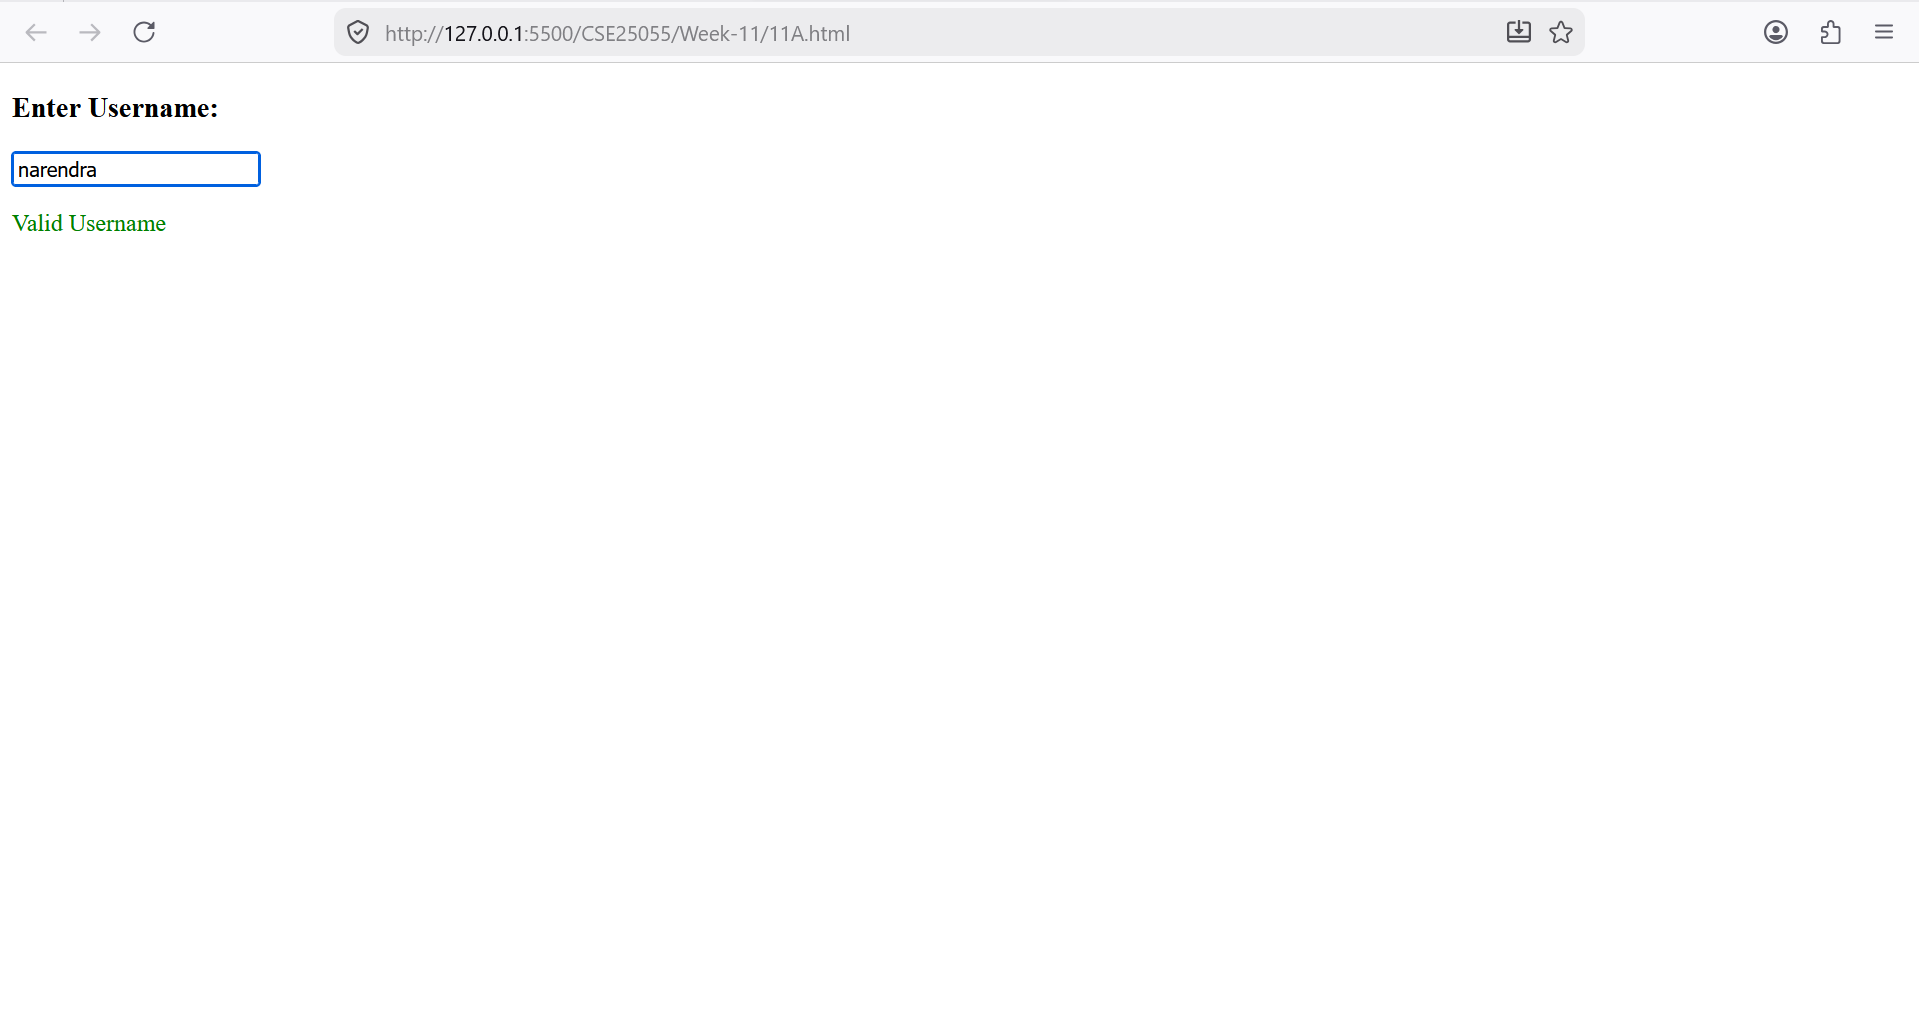 http://127.0.0.1:5500/CSE25055/Week-11/11A.html
Enter Username:
narendra
Valid Username